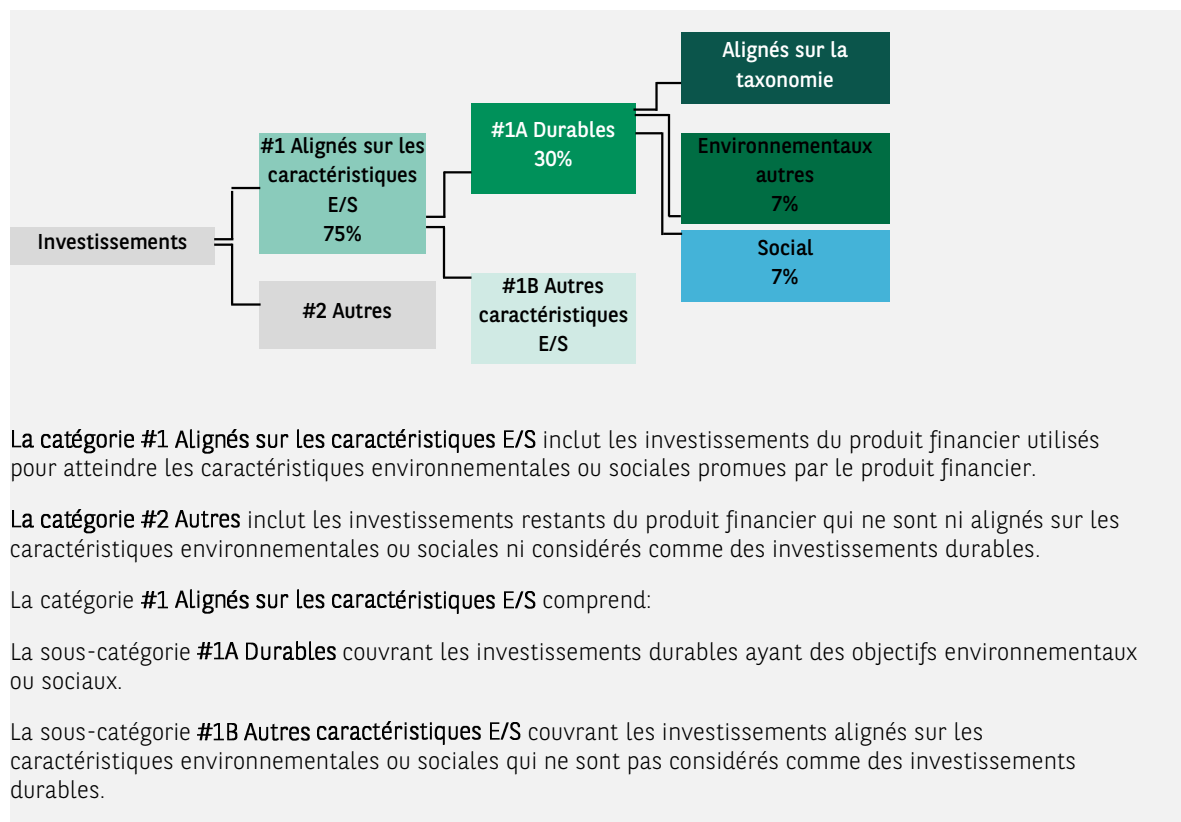 Alignés sur la
taxonomie
#1A Durables
30%
#1 Alignés sur les
caractéristiques
E/S
75%
Environnementaux
autres
7%
Investissements
Social
7%
#2 Autres
#1B Autres
caractéristiques
E/S
La catégorie #1 Alignés sur les caractéristiques E/S inclut les investissements du produit financier utilisés
pour atteindre les caractéristiques environnementales ou sociales promues par le produit financier.
La catégorie #2 Autres inclut les investissements restants du produit financier qui ne sont ni alignés sur les
caractéristiques environnementales ou sociales ni considérés comme des investissements durables.
La catégorie #1 Alignés sur les caractéristiques E/S comprend:
La sous-catégorie #1A Durables couvrant les investissements durables ayant des objectifs environnementaux
ou sociaux.
La sous-catégorie #1B Autres caractéristiques E/S couvrant les investissements alignés sur les
caractéristiques environnementales ou sociales qui ne sont pas considérés comme des investissements
durables.